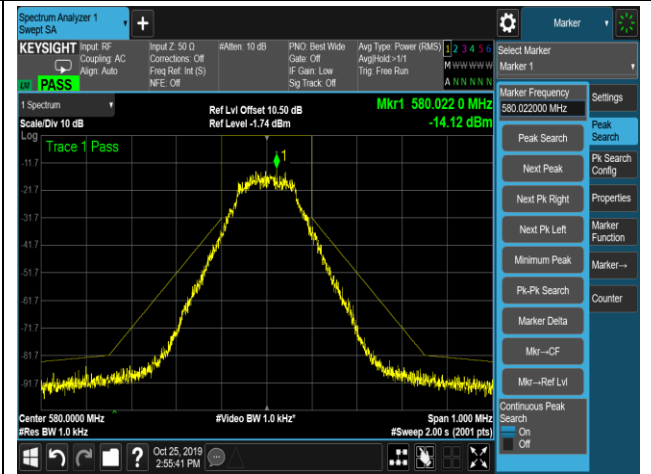 Spectrum Analyzer 1
Swept SA
Marker
KEYSIGHT
Input: RF
Coupling: AC
Align: Auto
Input Z: 50 Ω
Corrections: Off
Freq Ref: Int (S)
NFE: Off
#Atten: 10 dB
PNO: Best Wide
Gate: Off
IF Gain: Low
Sig Track: Off
Avg Type: Power (RMS)
Avg|Hold:>1/1
Trig: Free Run
1 2 3 4 5 6
M W W W W W
A N N N N N
PASS
Select Marker
Marker 1
1 Spectrum
Scale/Div 10 dB
Ref Lvl Offset 10.50 dB
Ref Level -1.74 dBm
Mkr1 580.022 0 MHz
-14.12 dBm
Log
Trace 1 Pass
1
-11.7
-21.7
-31.7
-41.7
-51.7
-61.7
-71.7
-81.7
-91.7
Center 580.0000 MHz
#Res BW 1.0 kHz
#Video BW 1.0 kHz*
Span 1.000 MHz
#Sweep 2.00 s (2001 pts)
Marker Frequency
580.022000 MHz
Peak Search
Next Peak
Next Pk Right
Next Pk Left
Minimum Peak
Pk-Pk Search
Marker Delta
Mkr→CF
Mkr→Ref Lvl
Continuous Peak
Search
On
Off
Settings
Peak
Search
Pk Search
Config
Properties
Marker
Function
Marker→
Counter
Oct 25, 2019
2:55:41 PM